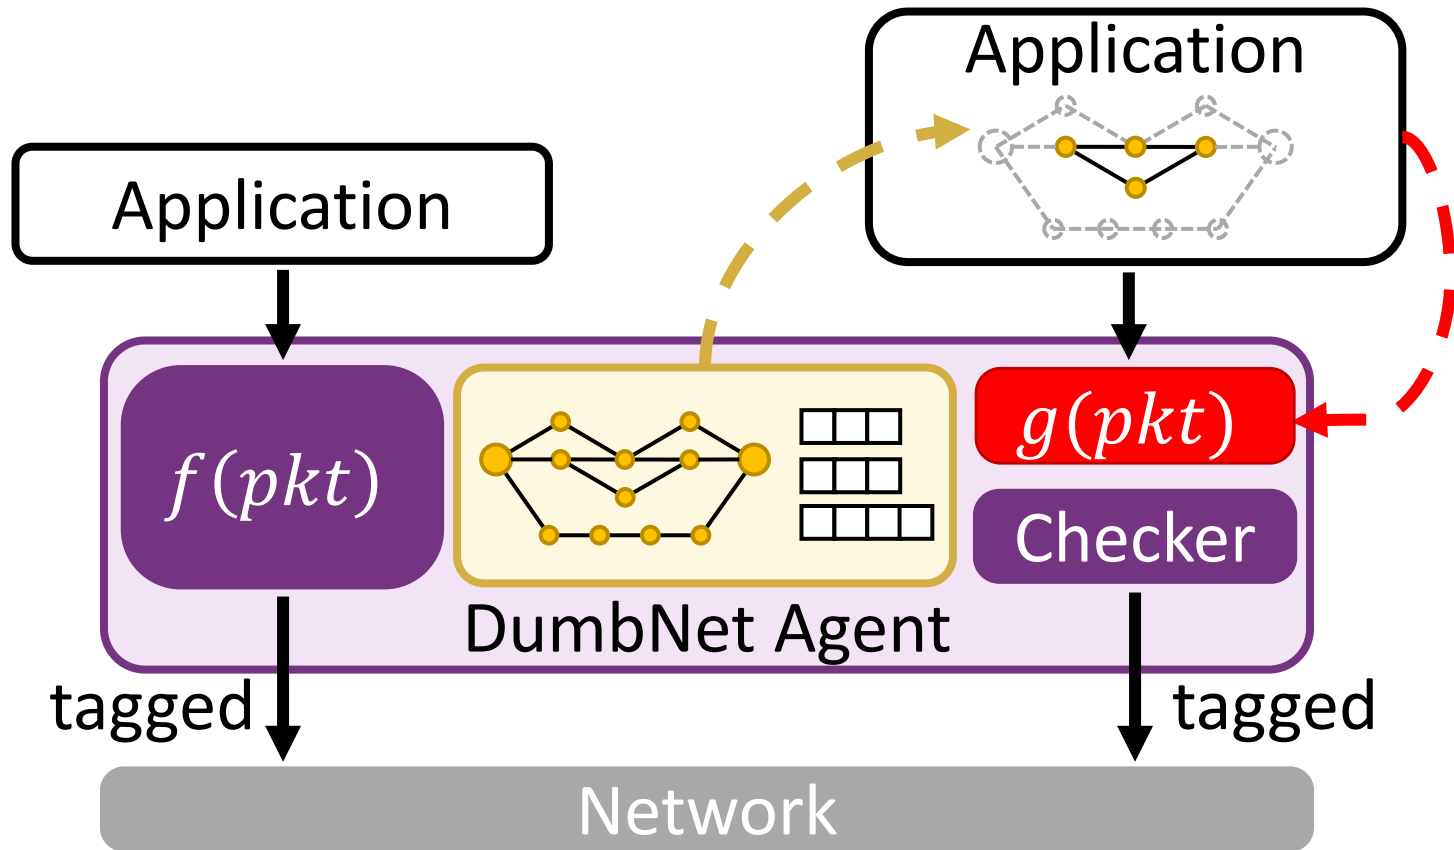 Application
Application
f(pkt)
g(pkt)
Checker
DumbNet Agent
tagged
tagged
Network